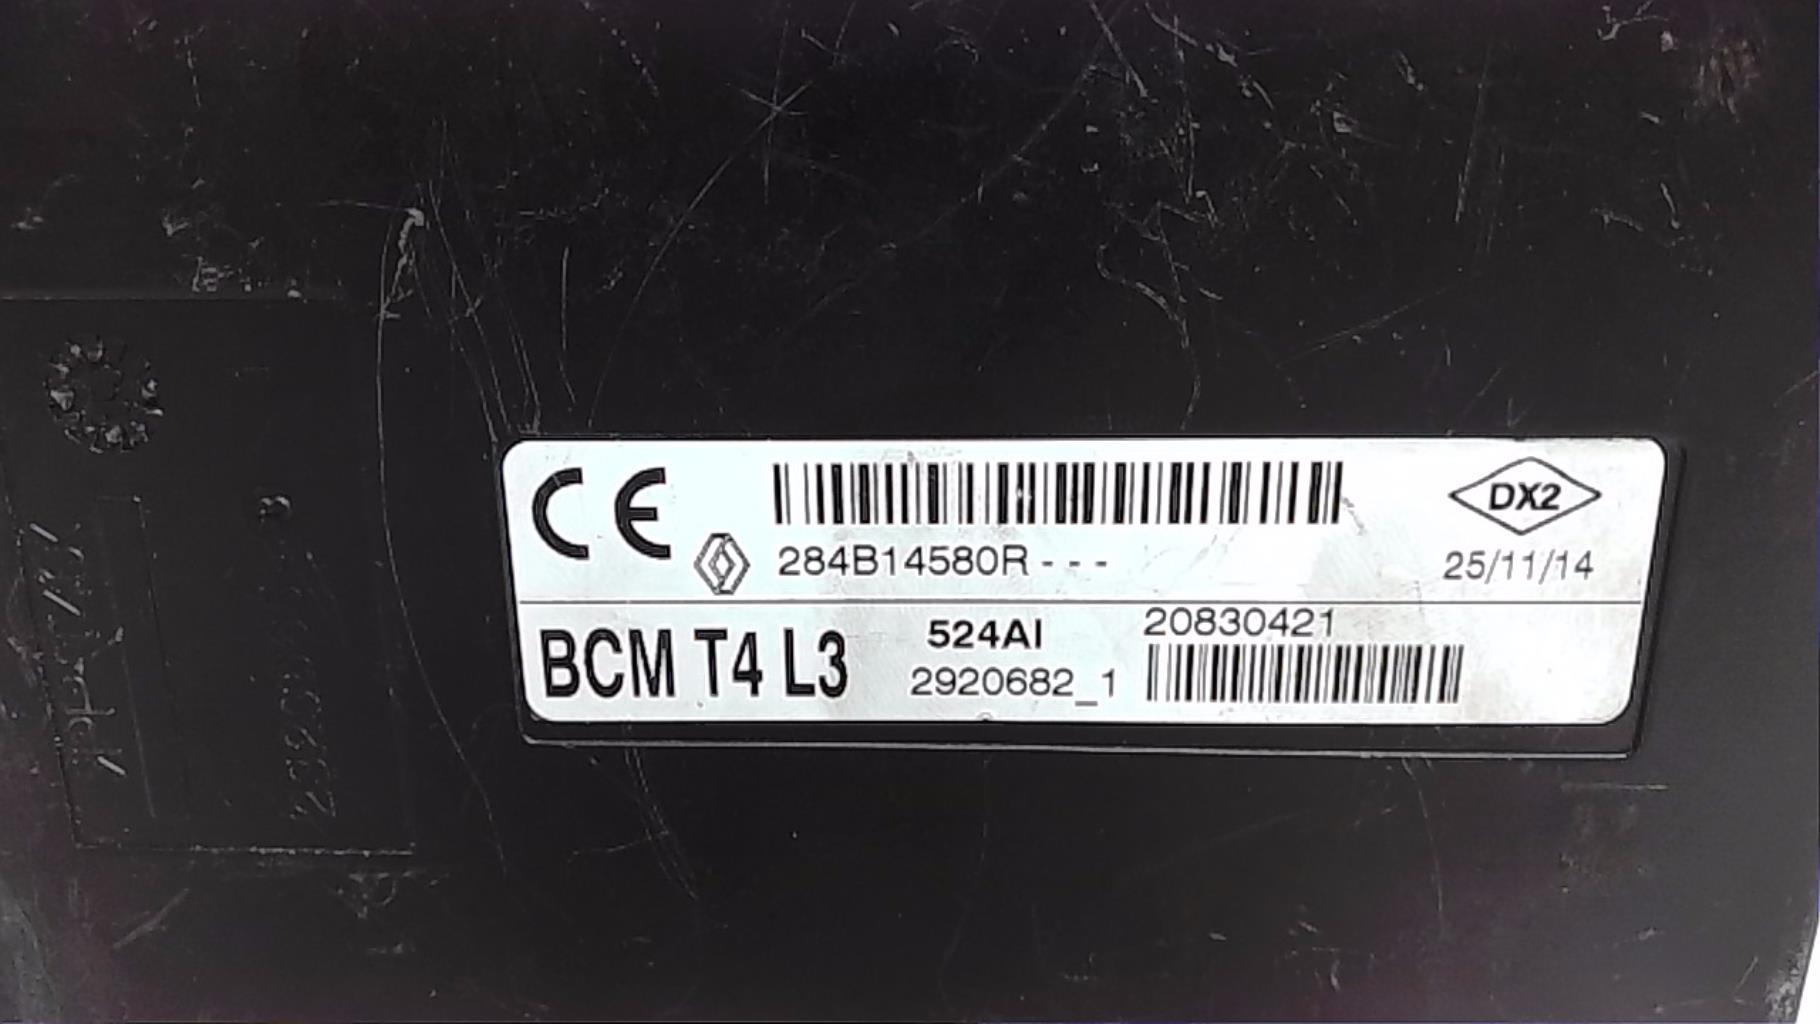 CE
DX2
284B14580R - - -
25/11/14
BCM T4 L3
524AI
20830421
2920682_1